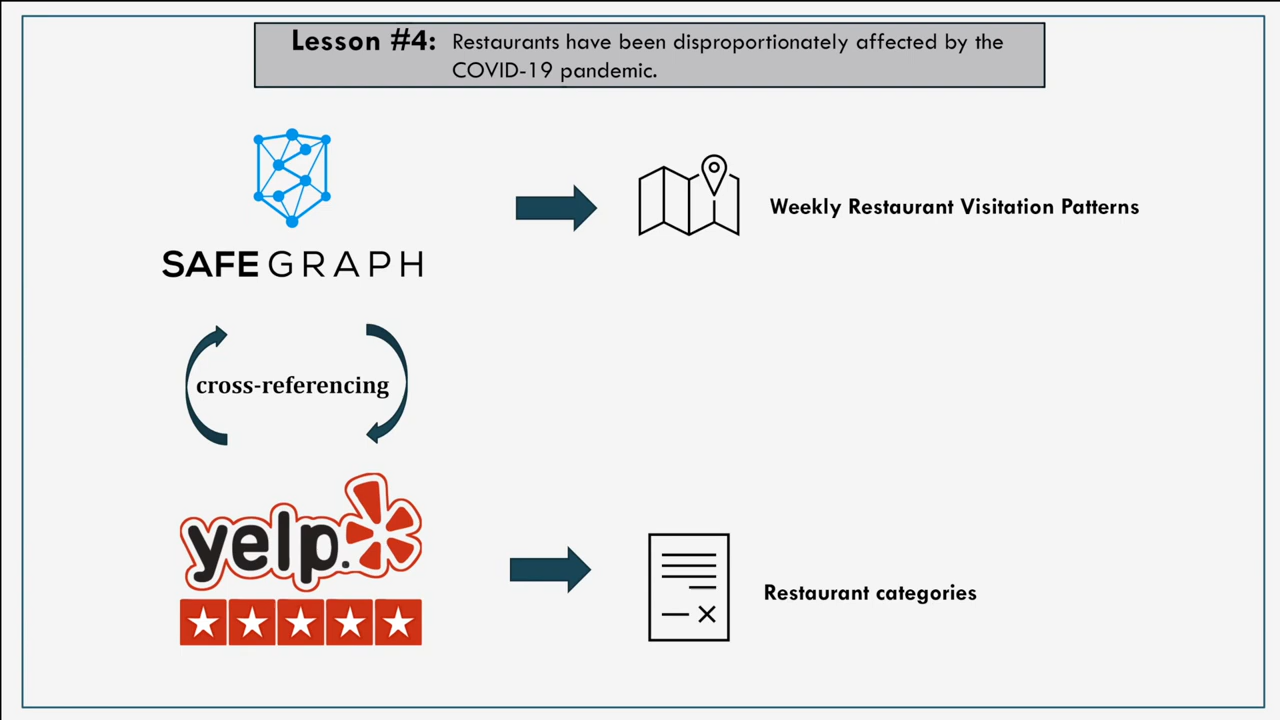 Lesson #4: Restaurants have been disproportionately affected by the
COVID-19 pandemic.
SAFEGRAPH
Weekly Restaurant Visitation Patterns
cross-referencing
yelp
Restaurant categories